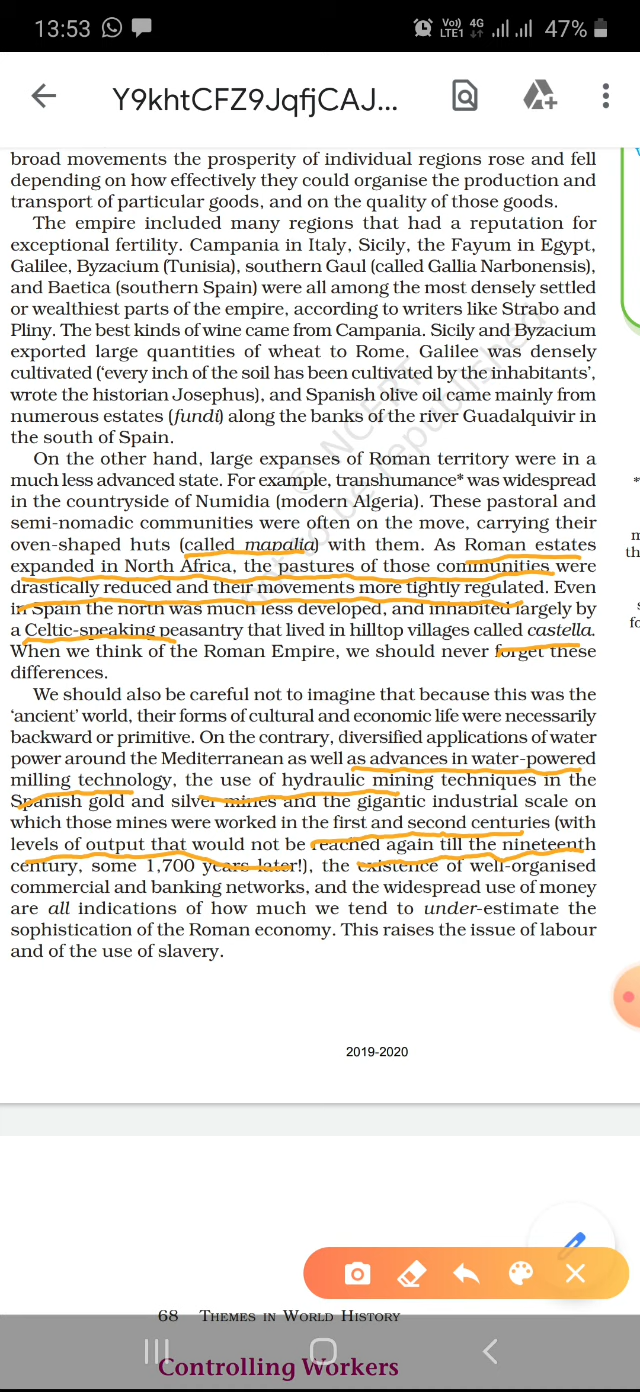 13:53
Vo)) 4G
LTE1
47%
Y9khtCFZ9JqfjCAJ...
broad movements the prosperity of individual regions rose and fell
depending on how effectively they could organise the production and
transport of particular goods, and on the quality of those goods.
The empire included many regions that had a reputation for
exceptional fertility. Campania in Italy, Sicily, the Fayum in Egypt,
Galilee, Byzacium (Tunisia), southern Gaul (called Gallia Narbonensis),
and Baetica (southern Spain) were all among the most densely settled
or wealthiest parts of the empire, according to writers like Strabo and
Pliny. The best kinds of wine came from Campania. Sicily and Byzacium
exported large quantities of wheat to Rome. Galilee was densely
cultivated (‘every inch of the soil has been cultivated by the inhabitants’,
wrote the historian Josephus), and Spanish olive oil came mainly from
numerous estates (fundi) along the banks of the river Guadalquivir in
the south of Spain.
On the other hand, large expanses of Roman territory were in a
much less advanced state. For example, transhumance* was widespread
in the countryside of Numidia (modern Algeria). These pastoral and
semi-nomadic communities were often on the move, carrying their
oven-shaped huts (called mapalia) with them. As Roman estates
expanded in North Africa, the pastures of those communities were
drastically reduced and their movements more tightly regulated. Even
in Spain the north was much less developed, and inhabited largely by
a Celtic-speaking peasantry that lived in hilltop villages called castella.
When we think of the Roman Empire, we should never forget these
differences.
We should also be careful not to imagine that because this was the
‘ancient’ world, their forms of cultural and economic life were necessarily
backward or primitive. On the contrary, diversified applications of water
power around the Mediterranean as well as advances in water-powered
milling technology, the use of hydraulic mining techniques in the
Spanish gold and silver mines and the gigantic industrial scale on
which those mines were worked in the first and second centuries (with
levels of output that would not be reached again till the nineteenth
century, some 1,700 years later!), the existence of well-organised
commercial and banking networks, and the widespread use of money
are all indications of how much we tend to under-estimate the
sophistication of the Roman economy. This raises the issue of labour
and of the use of slavery.
2019-2020
68 THEMES IN WORLD HISTORY
Controlling Workers